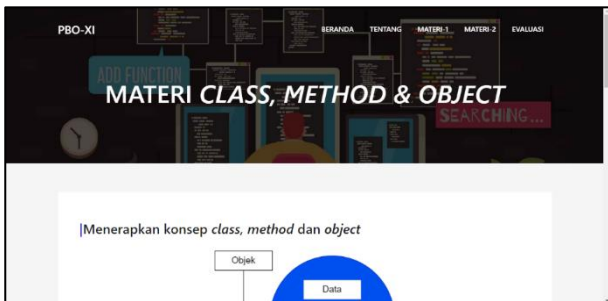 PBO-XI
BERANDA TENTANG MATERI-1 MATERI-2 EVALUASI
ADD FUNCTION
MATERI CLASS, METHOD & OBJECT
SEARCHING...
Menerapkan konsep class, method dan object
Objek
Data